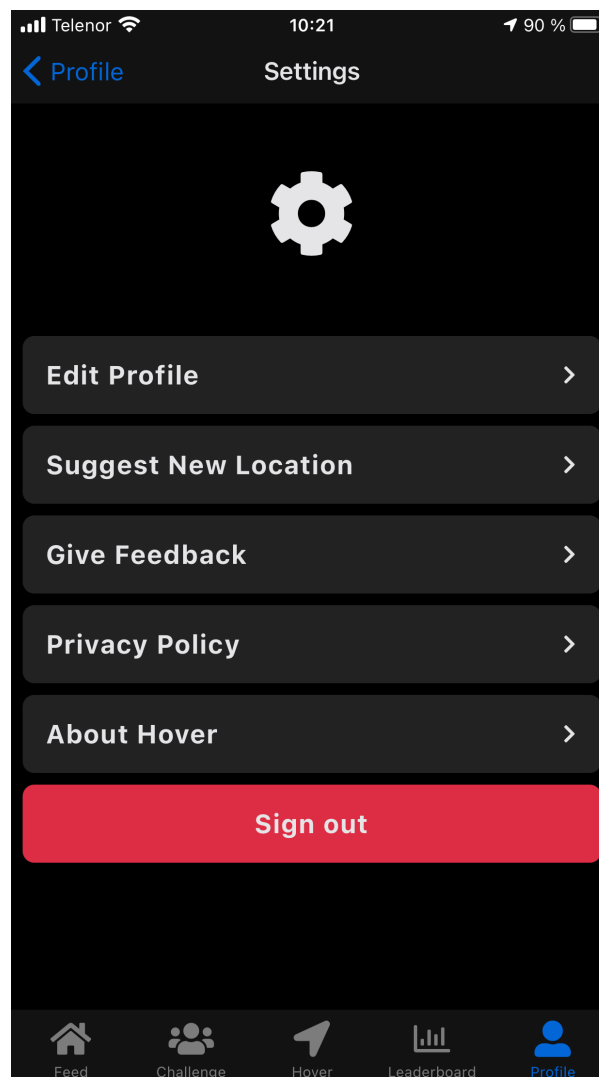 Telenor 10:21 90 %
Profile Settings
Edit Profile
Suggest New Location
Give Feedback
Privacy Policy
About Hover
Sign out
Feed Challenge Hover Leaderboard Profile